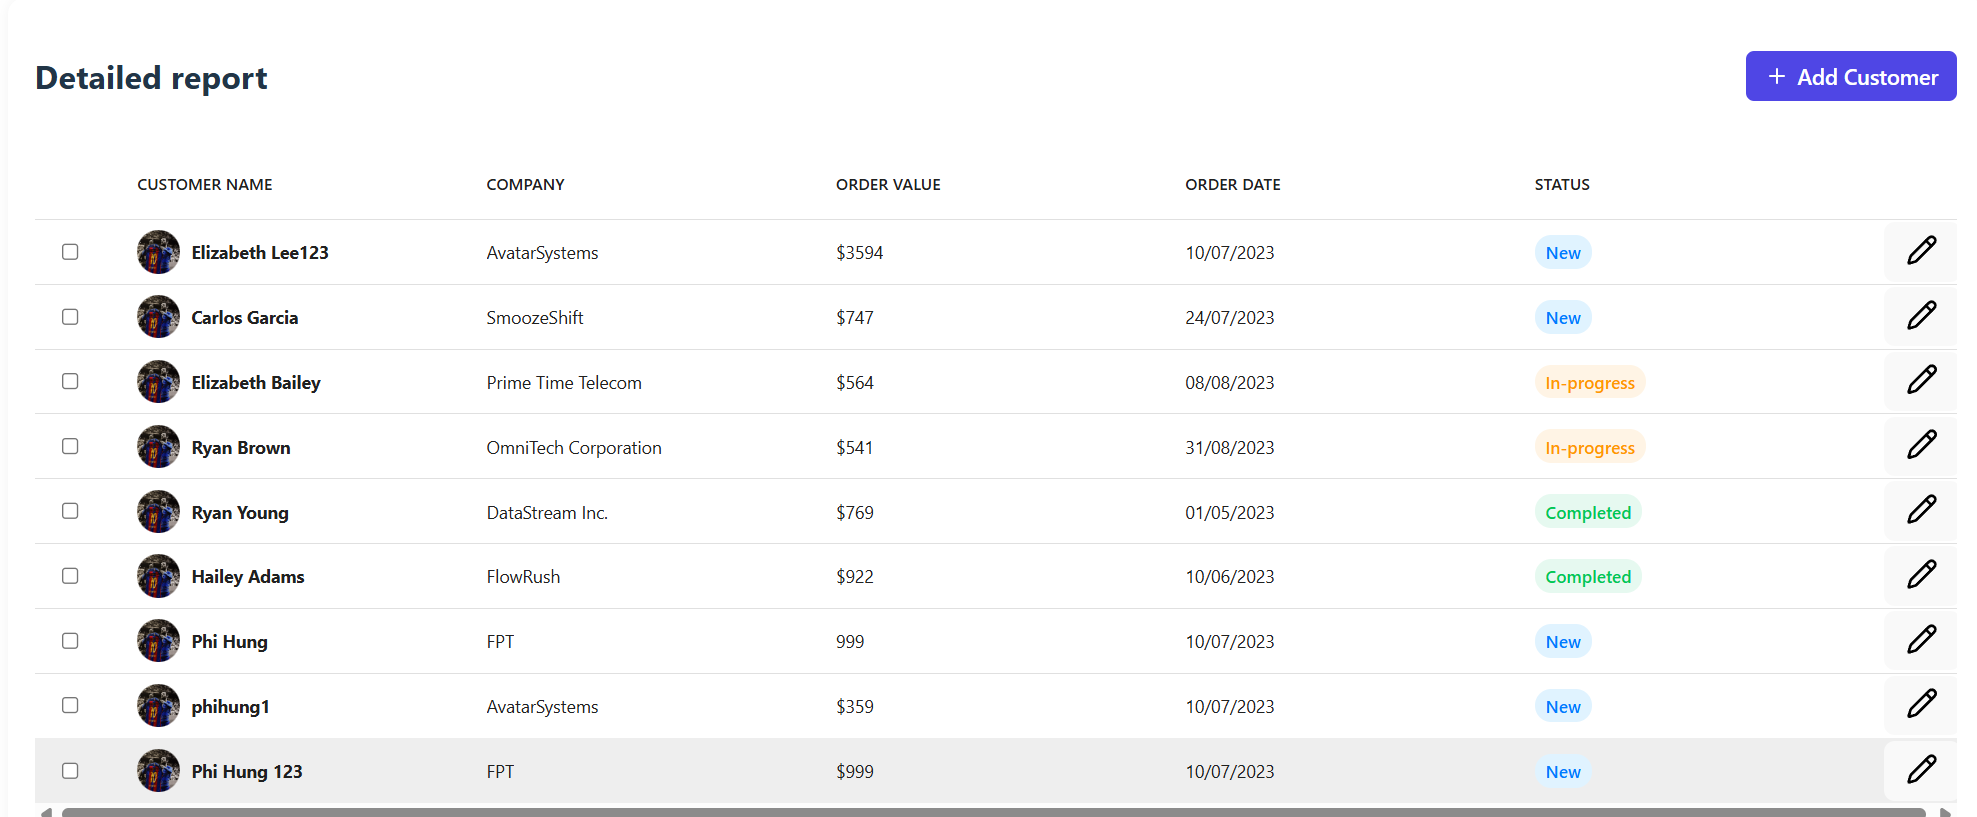 Detailed report
+ Add Customer
CUSTOMER NAME COMPANY ORDER VALUE ORDER DATE STATUS
Elizabeth Lee123 AvatarSystems $3594 10/07/2023 New
Carlos Garcia SmoozeShift $747 24/07/2023 New
Elizabeth Bailey Prime Time Telecom $564 08/08/2023 In-progress
Ryan Brown OmniTech Corporation $541 31/08/2023 In-progress
Ryan Young DataStream Inc. $769 01/05/2023 Completed
Hailey Adams FlowRush $922 10/06/2023 Completed
Phi Hung FPT 999 10/07/2023 New
phihung1 AvatarSystems $359 10/07/2023 New
Phi Hung 123 FPT $999 10/07/2023 New